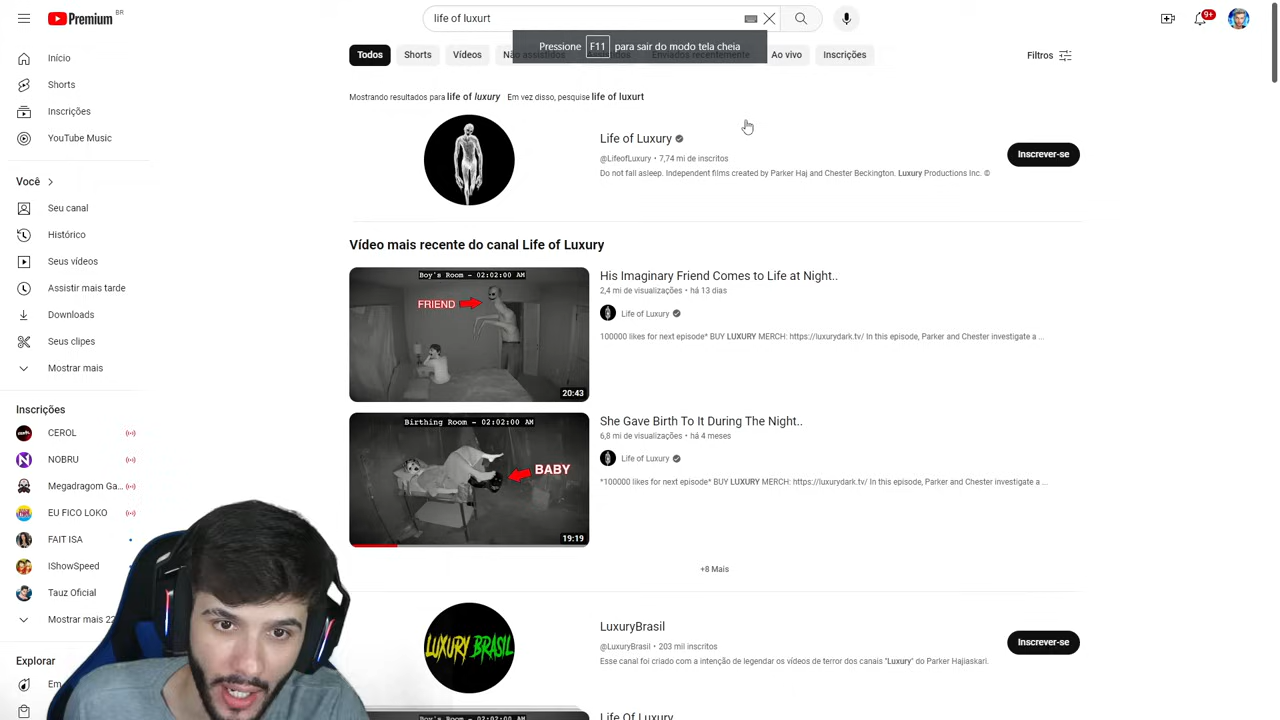 Premium BR
life of luxurt
9+
Pressione F11 para sair do modo tela cheia
Todos
Shorts
Vídeos
Ao vivo
Inscrições
Filtros
Início
Shorts
Inscrições
YouTube Music
Você
Seu canal
Histórico
Seus vídeos
Assistir mais tarde
Downloads
Seus clipes
Mostrar mais
Inscrições
CEROL
NOBRU
Megadragom Ga...
EU FICO LOKO
FAIT ISA
IShowSpeed
Tauz Oficial
Mostrar mais
Explorar
Em
Mostrando resultados para life of luxury Em vez disso, pesquise life of luxurt
Life of Luxury
@LifeofLuxury • 7,74 mi de inscritos
Do not fall asleep. Independent films created by Parker Haj and Chester Beckington. Luxury Productions Inc. ©
Inscrever-se
Vídeo mais recente do canal Life of Luxury
Boy's Room - 02:02:00 AM
FRIEND
20:43
His Imaginary Friend Comes to Life at Night..
2,4 mi de visualizações • há 13 dias
Life of Luxury
100000 likes for next episode* BUY LUXURY MERCH: https://luxurydark.tv/ In this episode, Parker and Chester investigate a ...
Birthing Room - 02:02:00 AM
BABY
19:19
She Gave Birth To It During The Night..
6,8 mi de visualizações • há 4 meses
Life of Luxury
*100000 likes for next episode* BUY LUXURY MERCH: https://luxurydark.tv/ In this episode, Parker and Chester investigate a ...
+8 Mais
LUXURY BRASIL
LuxuryBrasil
@LuxuryBrasil • 203 mil inscritos
Esse canal foi criado com a intenção de legendar os vídeos de terror dos canais "Luxury" do Parker Hajiaskari.
Inscrever-se
Life Of Luxury